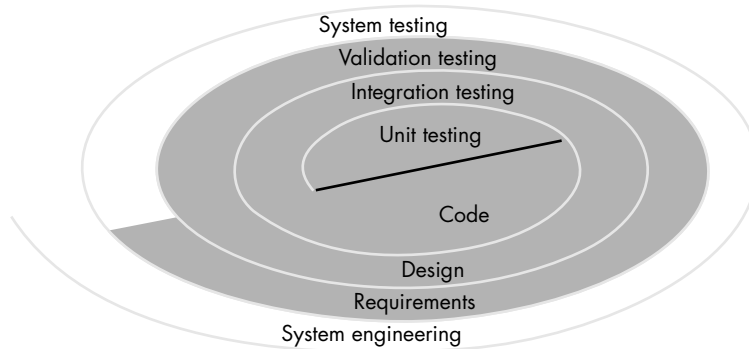 System testing
Validation testing
Integration testing
Unit testing
Code
Design
Requirements
System engineering